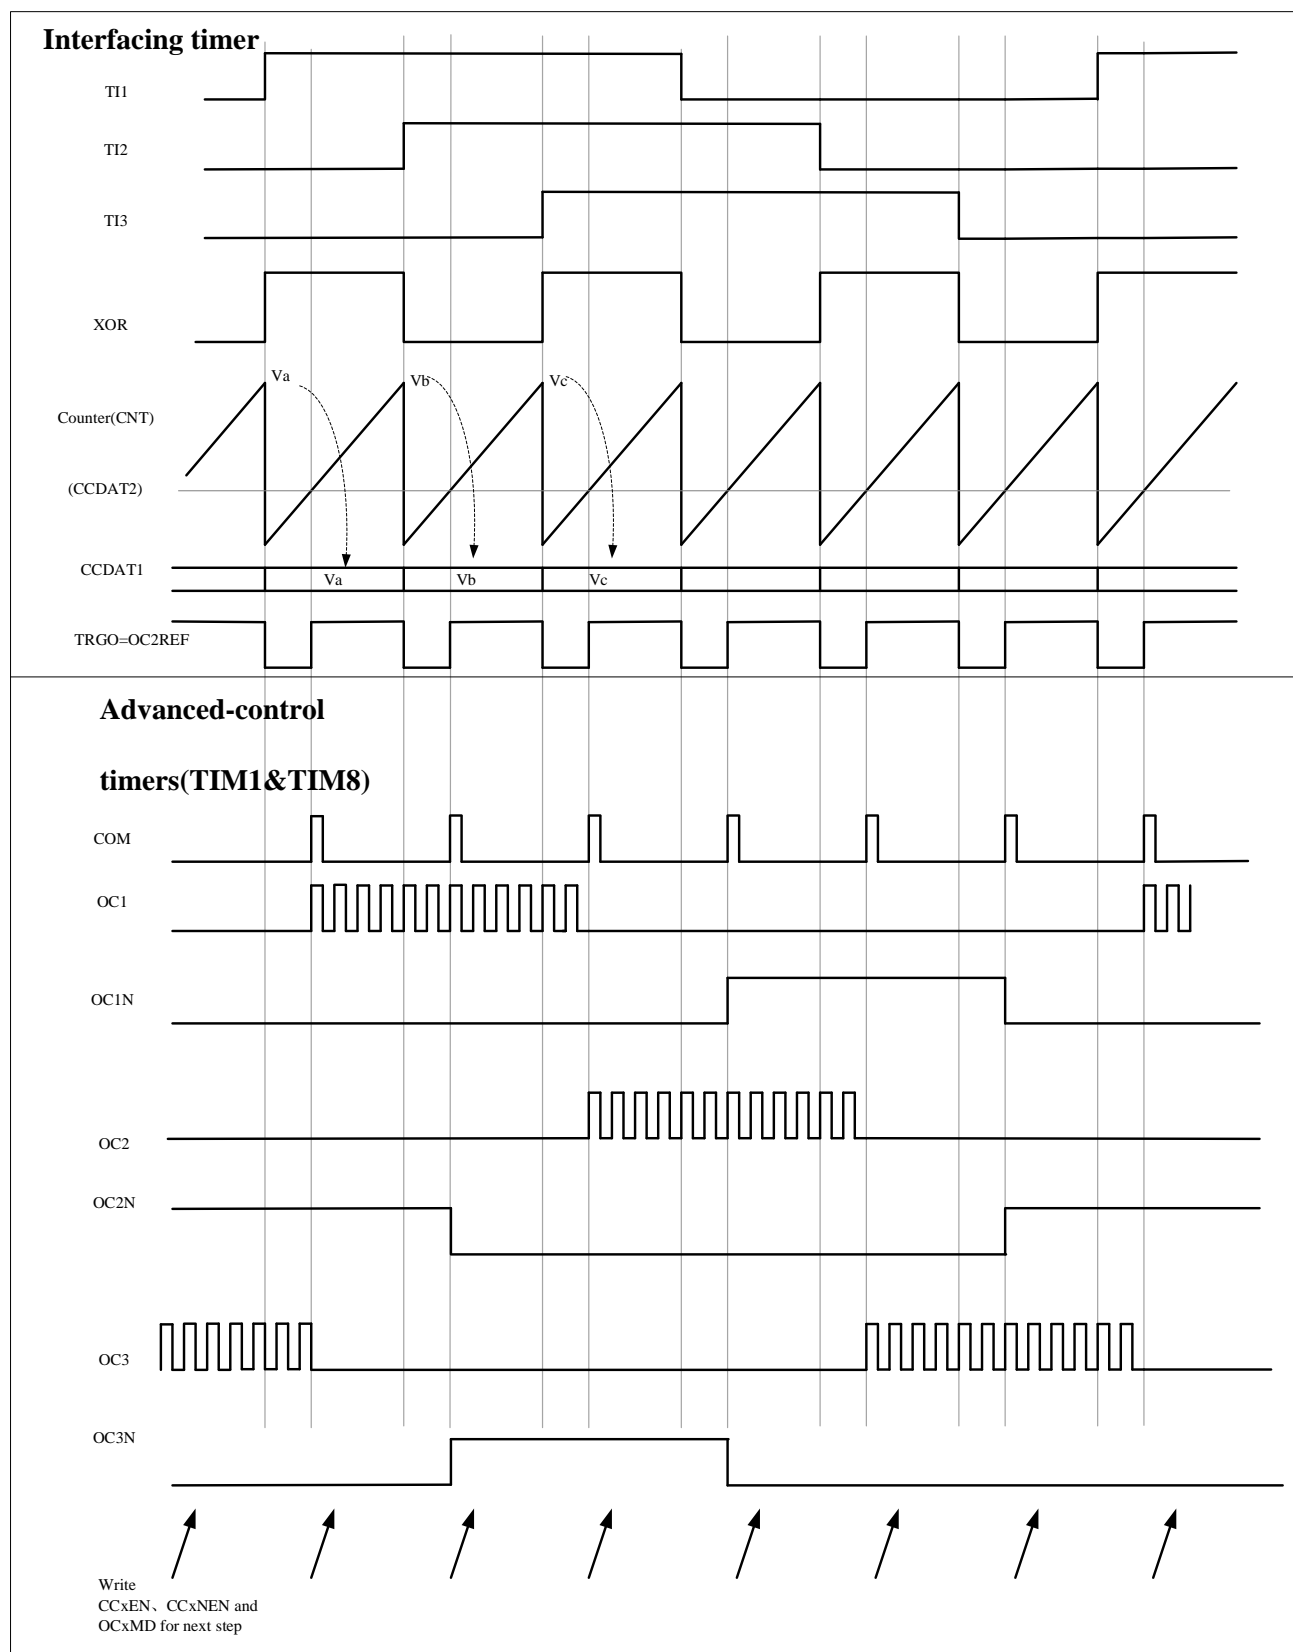 Interfacing timer
TI1
TI2
TI3
XOR
Va
Vb
Vc
Counter(CNT)
(CCDAT2)
CCDAT1
Va
Vb
Vc
TRGO=OC2REF
Advanced-control
timers(TIM1&TIM8)
COM
OC1
OC1N
OC2
OC2N
OC3
OC3N
Write
CCxEN、CCxNEN and
OCxMD for next step